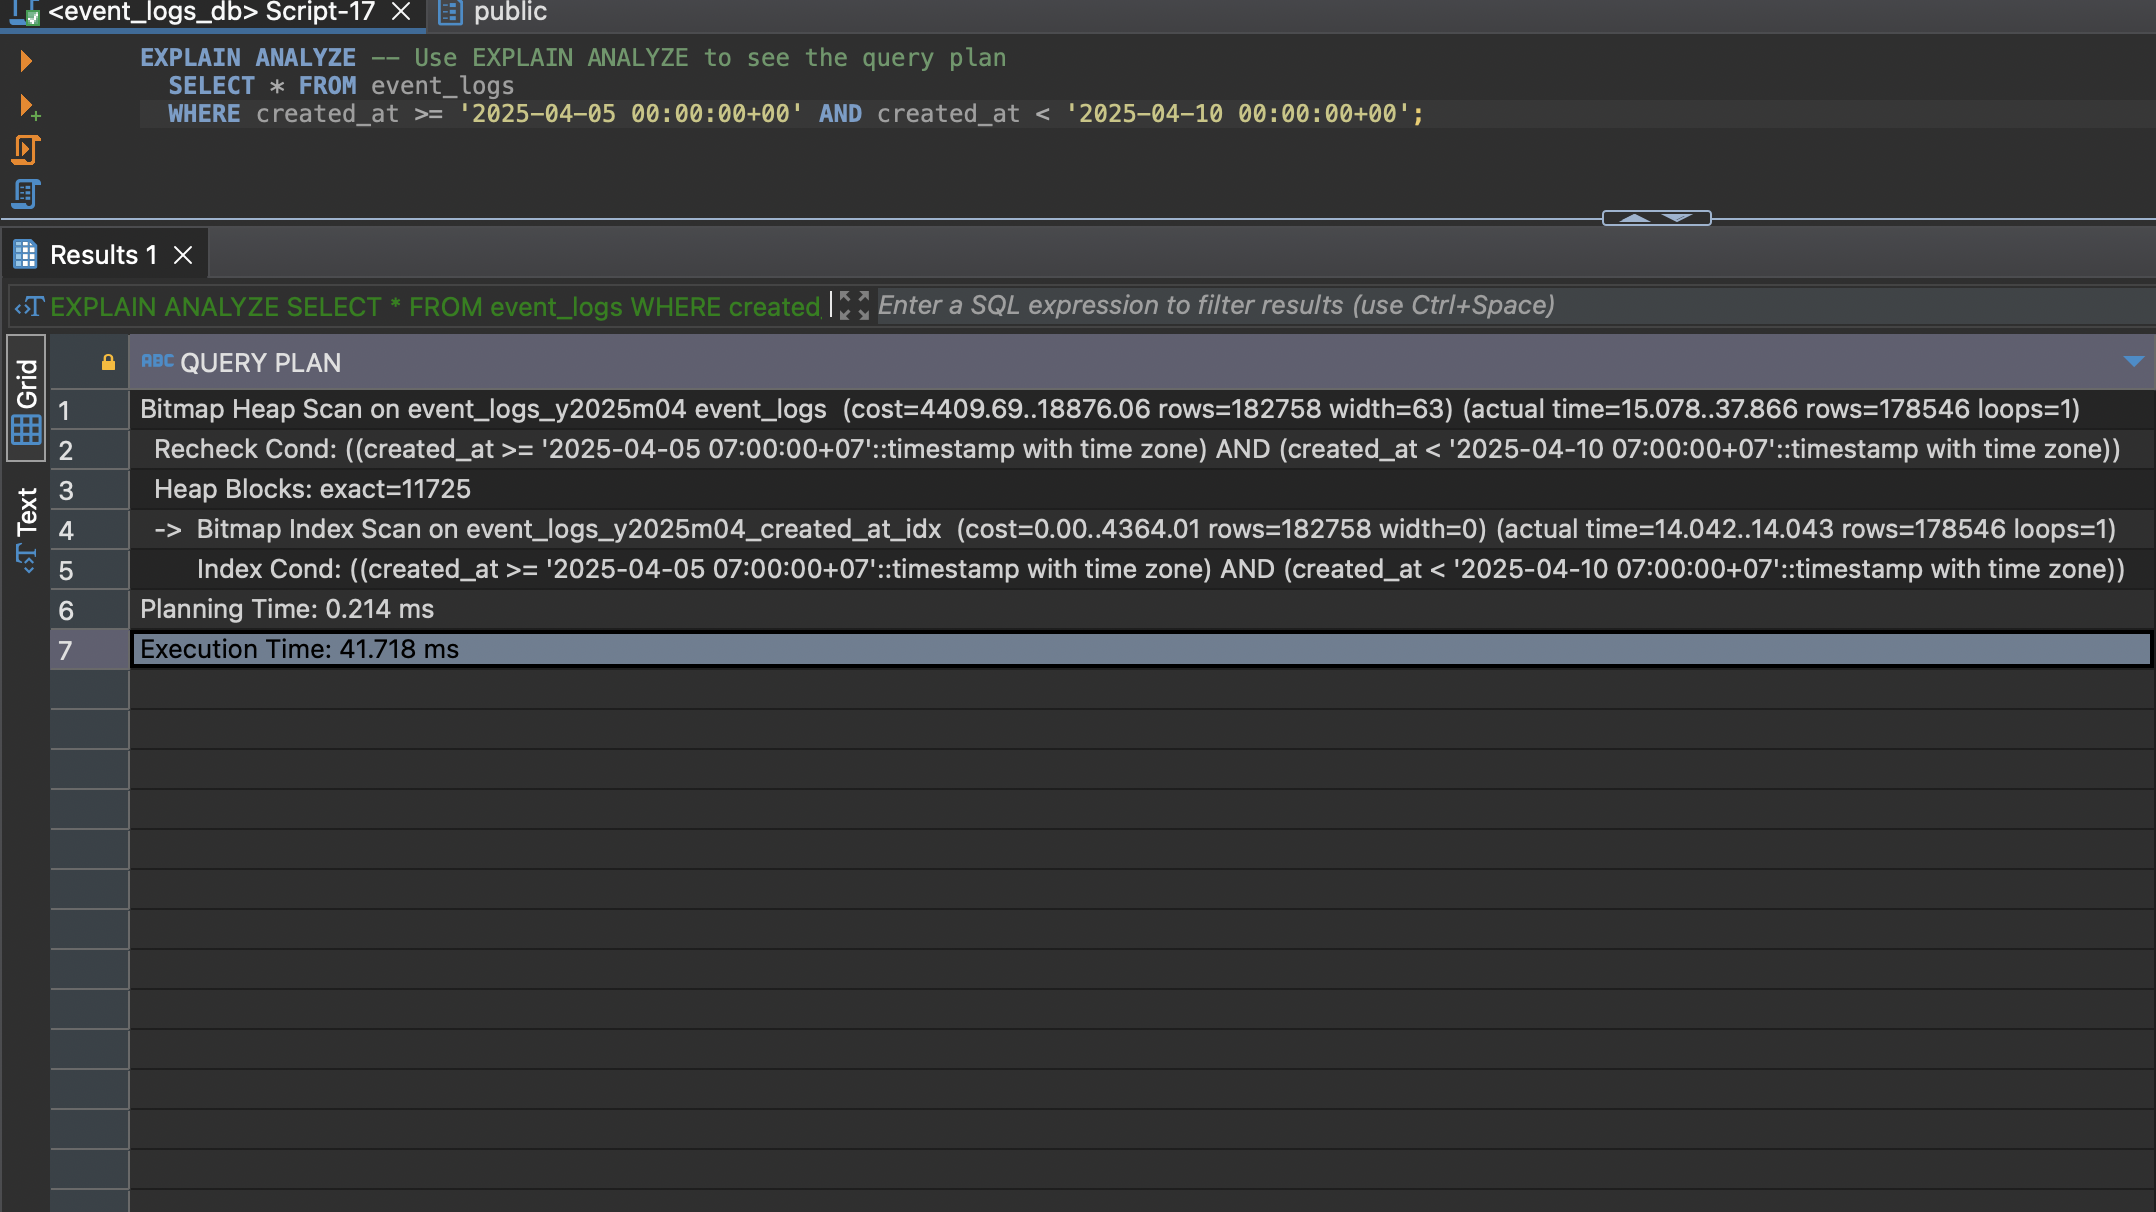 <event_logs_db> Script-17
public
EXPLAIN ANALYZE -- Use EXPLAIN ANALYZE to see the query plan
SELECT * FROM event_logs
WHERE created_at >= '2025-04-05 00:00:00+00' AND created_at < '2025-04-10 00:00:00+00';
Results 1
EXPLAIN ANALYZE SELECT * FROM event_logs WHERE created
Enter a SQL expression to filter results (use Ctrl+Space)
Grid
Text
ABC QUERY PLAN
1 Bitmap Heap Scan on event_logs_y2025m04 event_logs (cost=4409.69..18876.06 rows=182758 width=63) (actual time=15.078..37.866 rows=178546 loops=1)
2 Recheck Cond: ((created_at >= '2025-04-05 07:00:00+07'::timestamp with time zone) AND (created_at < '2025-04-10 07:00:00+07'::timestamp with time zone))
3 Heap Blocks: exact=11725
4 -> Bitmap Index Scan on event_logs_y2025m04_created_at_idx (cost=0.00..4364.01 rows=182758 width=0) (actual time=14.042..14.043 rows=178546 loops=1)
5 Index Cond: ((created_at >= '2025-04-05 07:00:00+07'::timestamp with time zone) AND (created_at < '2025-04-10 07:00:00+07'::timestamp with time zone))
6 Planning Time: 0.214 ms
7 Execution Time: 41.718 ms